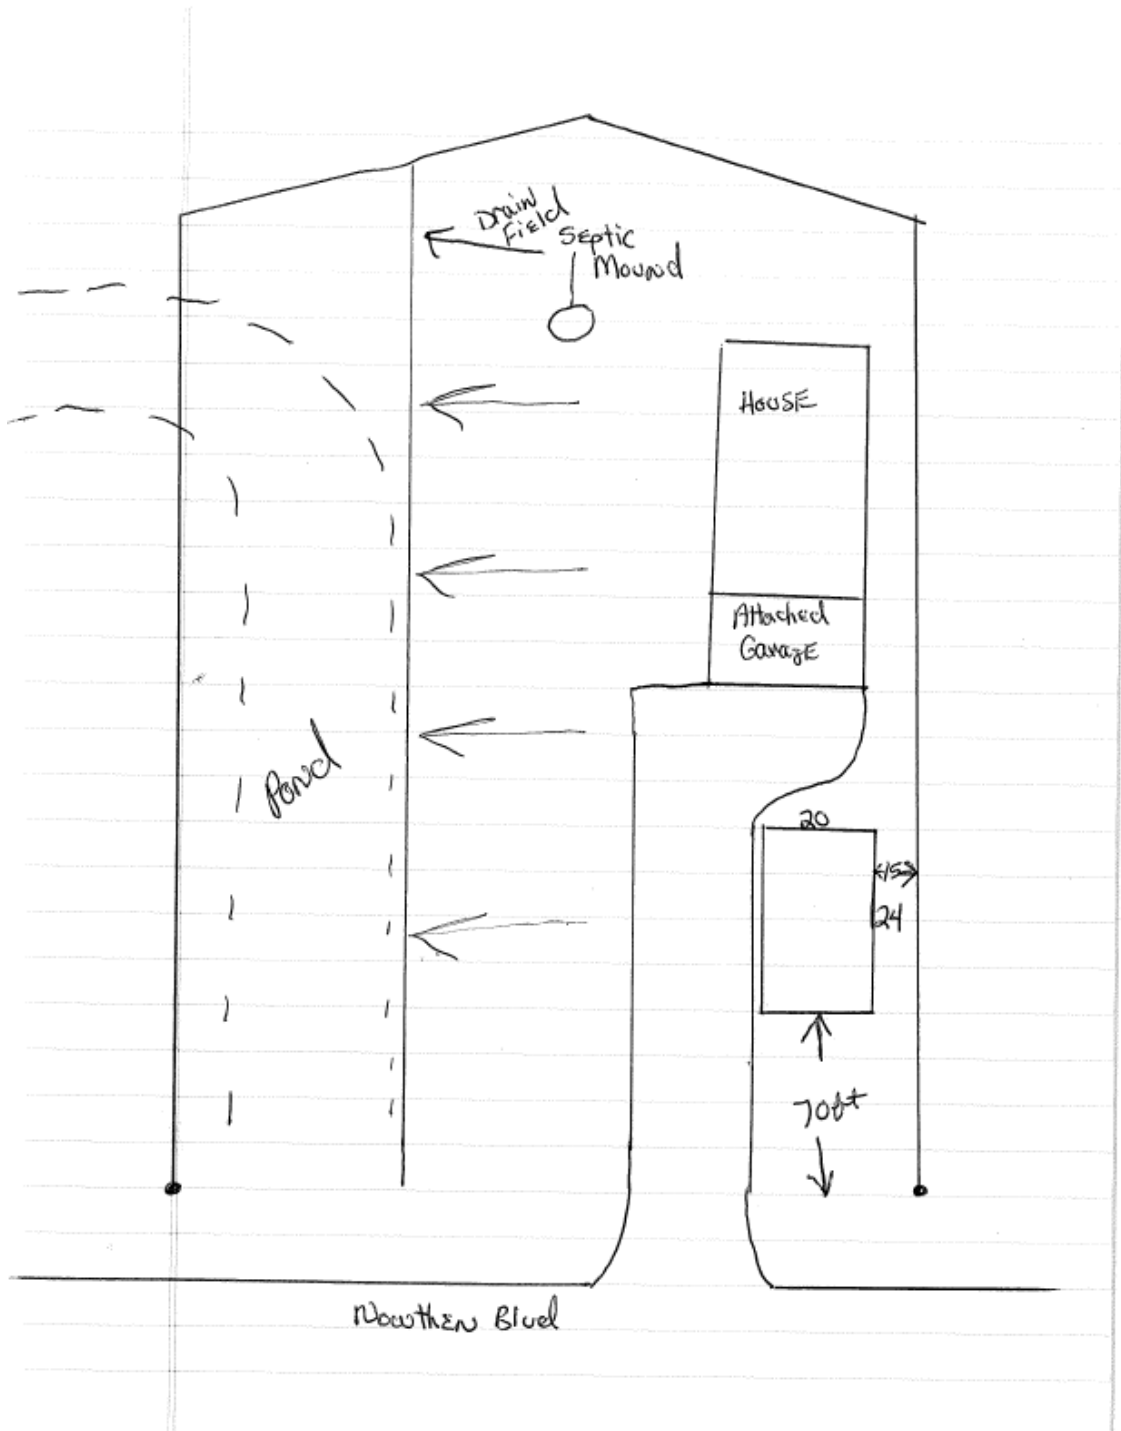 Drain
Field
Septic
Mound
House
Attached
Garage
Pond
20
15
24
70ft
Nowthen Blvd